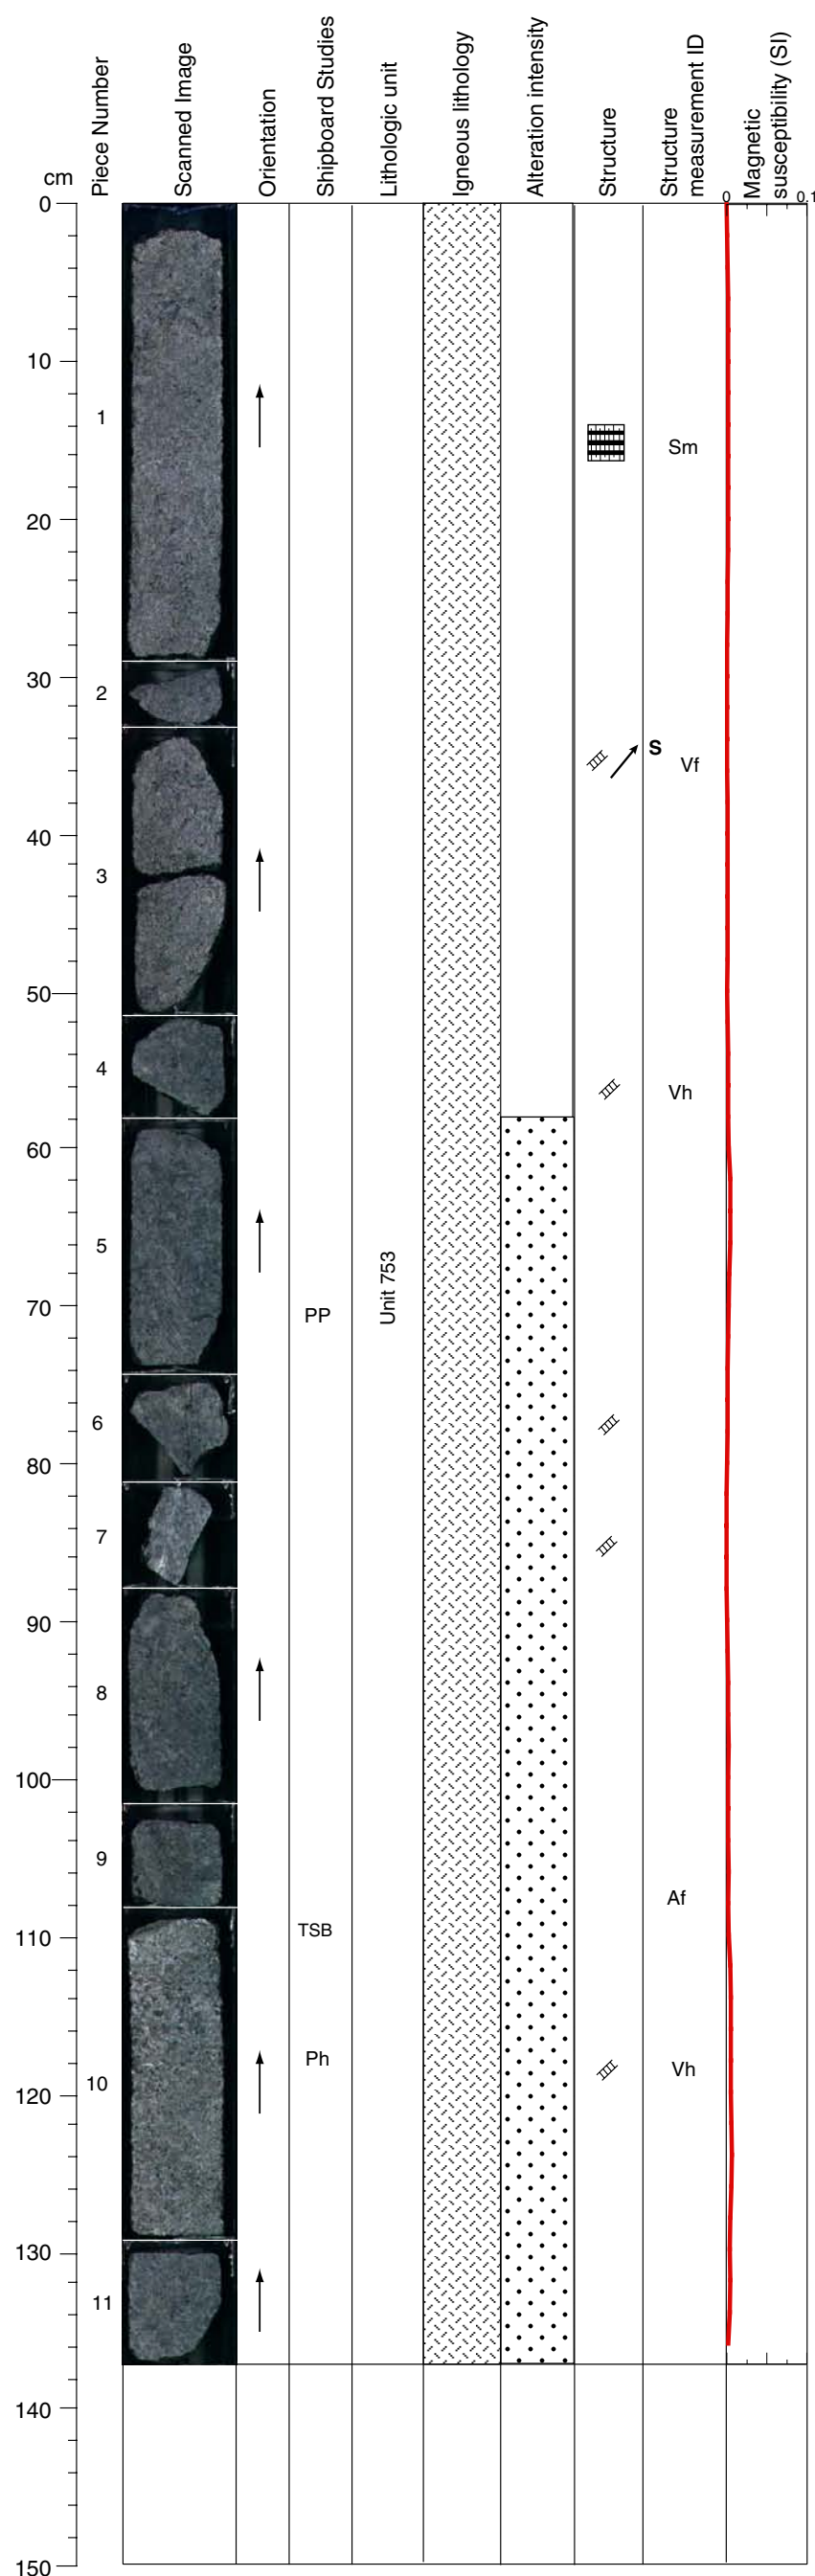 cm
Piece Number
Scanned Image
Orientation
Shipboard Studies
Lithologic unit
Igneous lithology
Alteration intensity
Structure
Structure
measurement ID
Magnetic
susceptibility (SI)
0 0.1
0
10
1
Sm
20
30
2
S
Vf
40
3
50
4
Vh
60
5
Unit 753
70
PP
6
80
7
90
8
100
9
Af
110
TSB
Ph
10
Vh
120
130
11
140
150